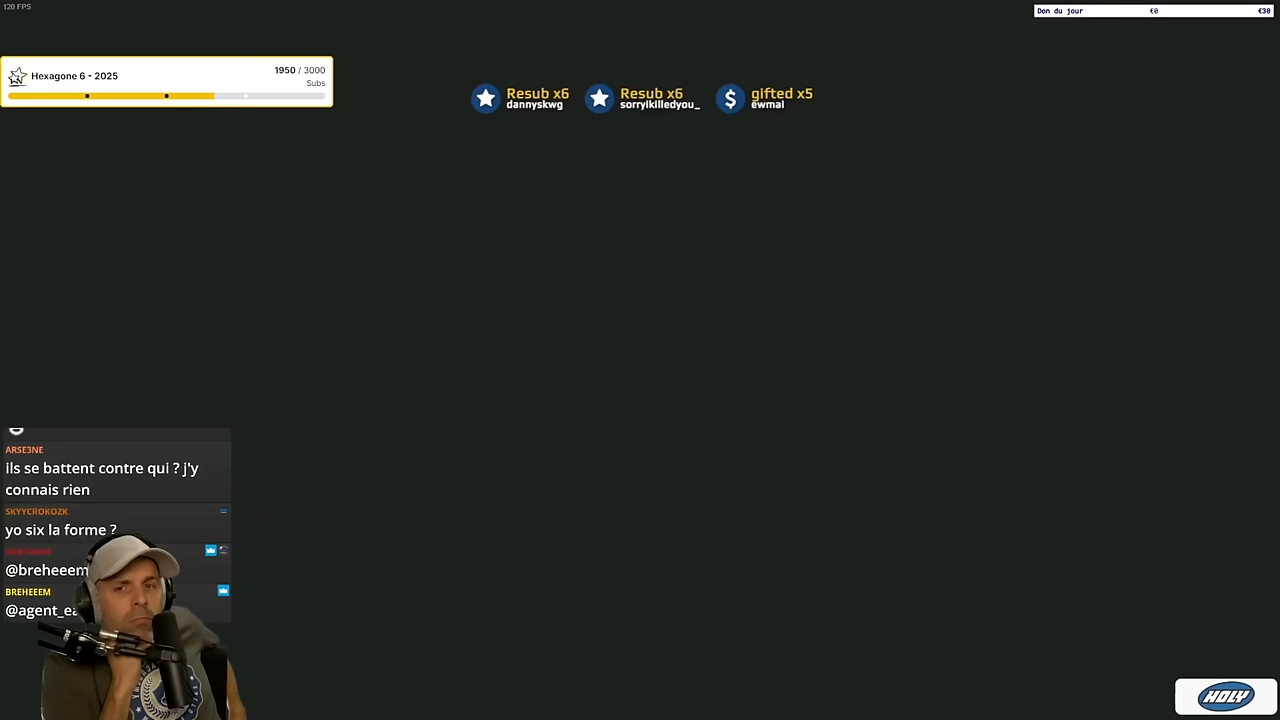 120 FPS
Don du jour €0 €30
Hexagone 6 - 2025 1950 / 3000
Subs
Resub x6 Resub x6 gifted x5
dannyskwg sorryikilledyou_ ewmai
ARSE3NE
ils se battent contre qui ? j'y
connais rien
SKYYCROKOZK
yo six la forme ?
@breheeem
BREHEEEM
@agent_ea
HOLY